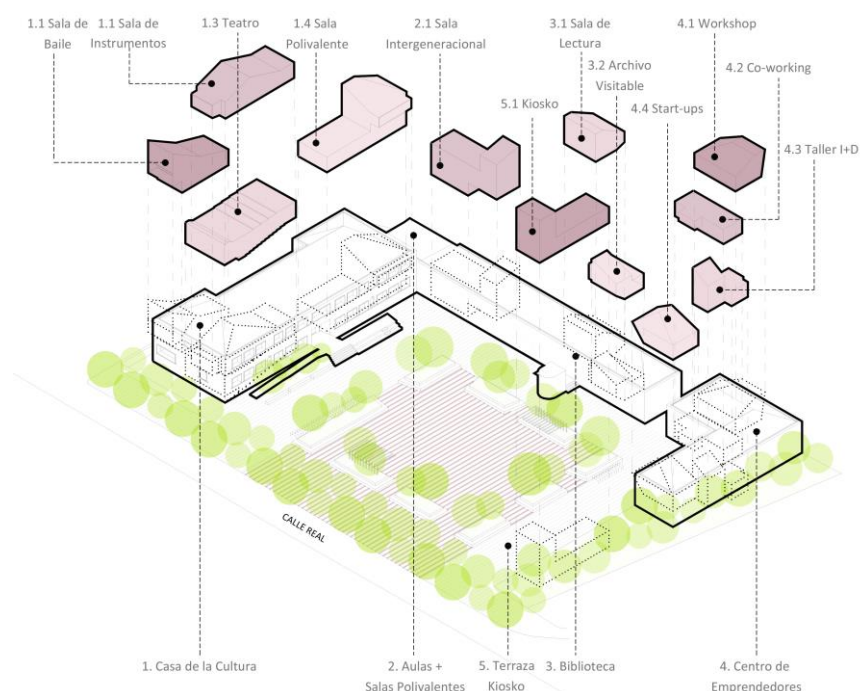 1.1 Sala de
Baile
1.1 Sala de
Instrumentos
1.3 Teatro
1.4 Sala
Polivalente
2.1 Sala
Intergeneracional
3.1 Sala de
Lectura
4.1 Workshop
3.2 Archivo
Visitable
4.2 Co-working
5.1 Kiosko
4.4 Start-ups
4.3 Taller I+D
CALLE REAL
1. Casa de la Cultura
2. Aulas +
Salas Polivalentes
5. Terraza
Kiosko
3. Biblioteca
4. Centro de
Emprendedores